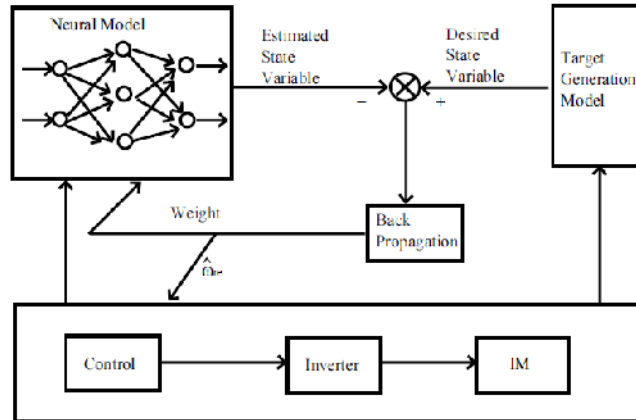 Neural Model
Estimated
State
Variable
Desired
State
Variable
Target
Generation
Model
−
+
Weight
Back
Propagation
Control
Inverter
IM